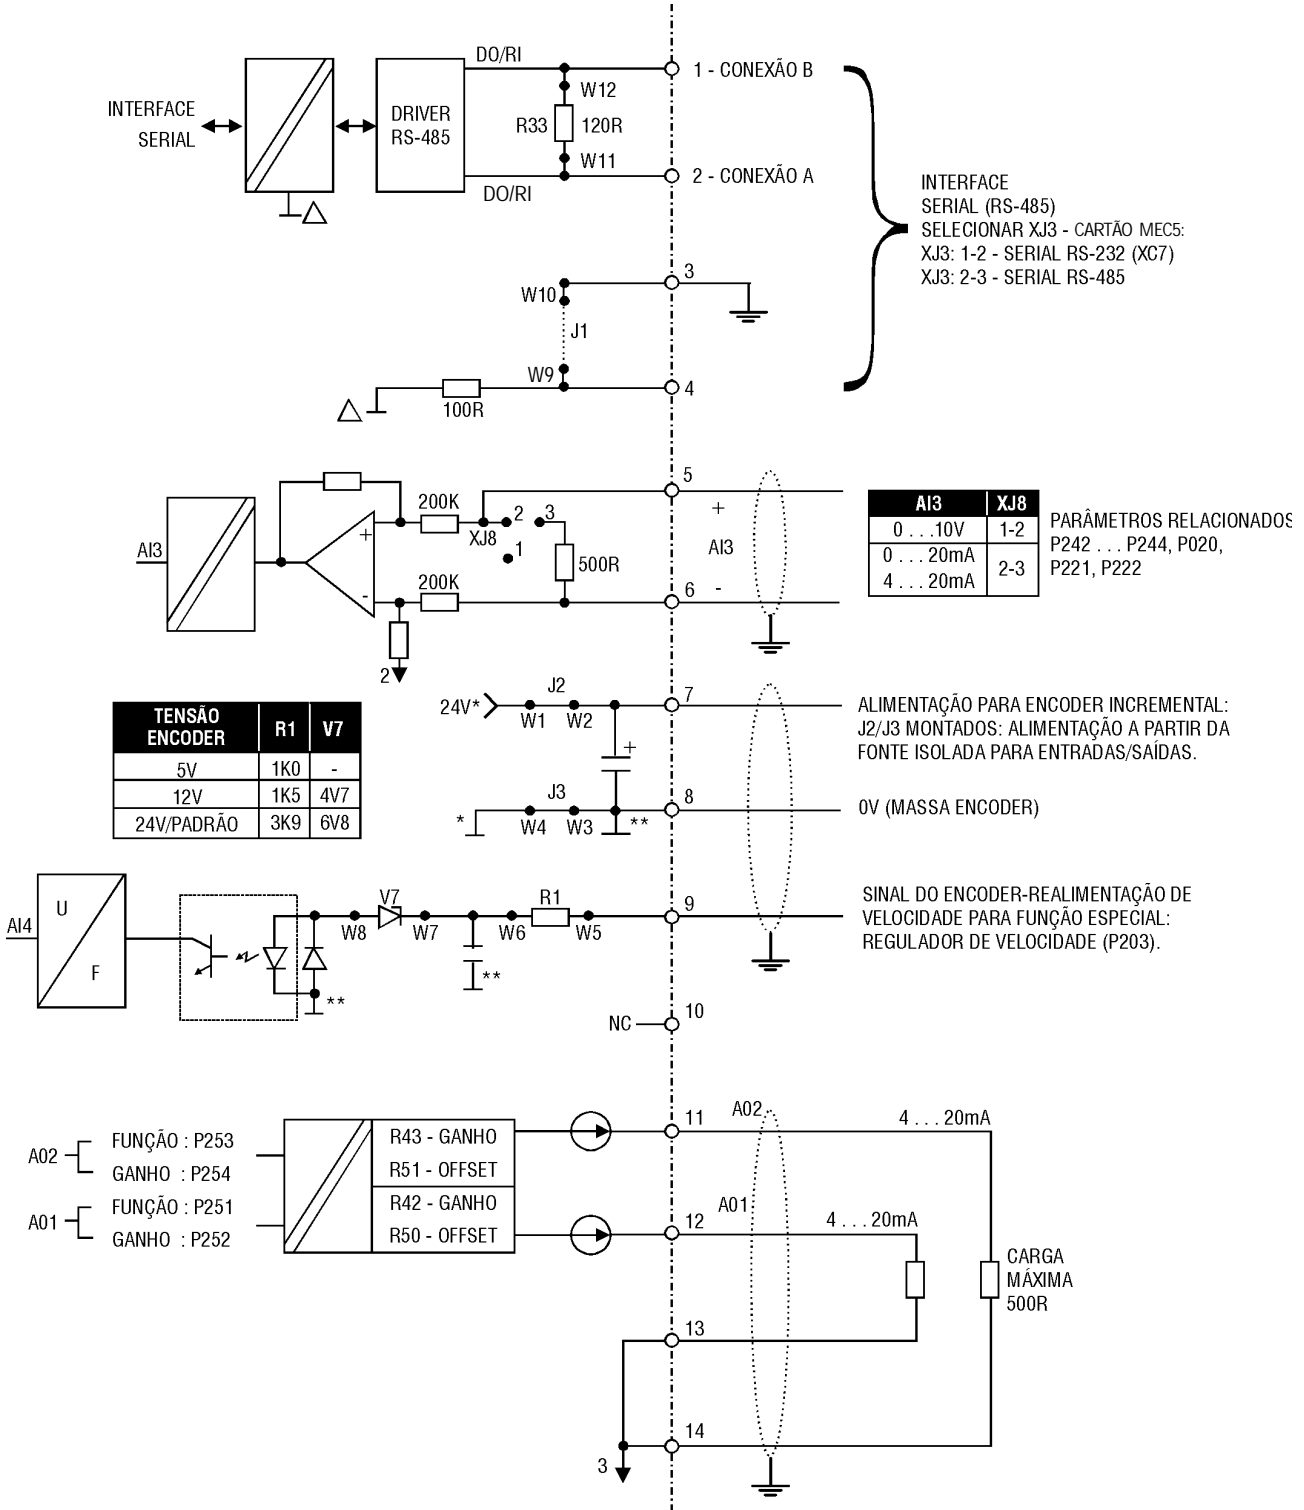 DO/RI
1 - CONEXÃO B
W12
INTERFACE
SERIAL
DRIVER
RS-485
R33
120R
W11
2 - CONEXÃO A
DO/RI
INTERFACE
SERIAL (RS-485)
SELECIONAR XJ3 - CARTÃO MEC5:
XJ3: 1-2 - SERIAL RS-232 (XC7)
XJ3: 2-3 - SERIAL RS-485
3
W10
J1
W9
4
100R
5
200K
2
3
XJ8
1
+
-
AI3
500R
200K
+
AI3
6
-
2
AI3 XJ8
0 . . .10V 1-2
0 . . . 20mA
4 . . . 20mA
2-3
PARÂMETROS RELACIONADOS
P242 . . . P244, P020,
P221, P222
TENSÃO
ENCODER
R1 V7
5V 1K0 -
12V 1K5 4V7
24V/PADRÃO 3K9 6V8
24V*
J2
W1
W2
7
+
ALIMENTAÇÃO PARA ENCODER INCREMENTAL:
J2/J3 MONTADOS: ALIMENTAÇÃO A PARTIR DA
FONTE ISOLADA PARA ENTRADAS/SAÍDAS.
J3
8
*
W4
W3
**
0V (MASSA ENCODER)
U
F
AI4
V7
W8
W7
W6
R1
W5
9
**
**
SINAL DO ENCODER-REALIMENTAÇÃO DE
VELOCIDADE PARA FUNÇÃO ESPECIAL:
REGULADOR DE VELOCIDADE (P203).
NC
10
A02
FUNÇÃO : P253
GANHO : P254
A01
FUNÇÃO : P251
GANHO : P252
R43 - GANHO
R51 - OFFSET
R42 - GANHO
R50 - OFFSET
11
A02
4 . . . 20mA
12
A01
4 . . . 20mA
CARGA
MÁXIMA
500R
13
14
3